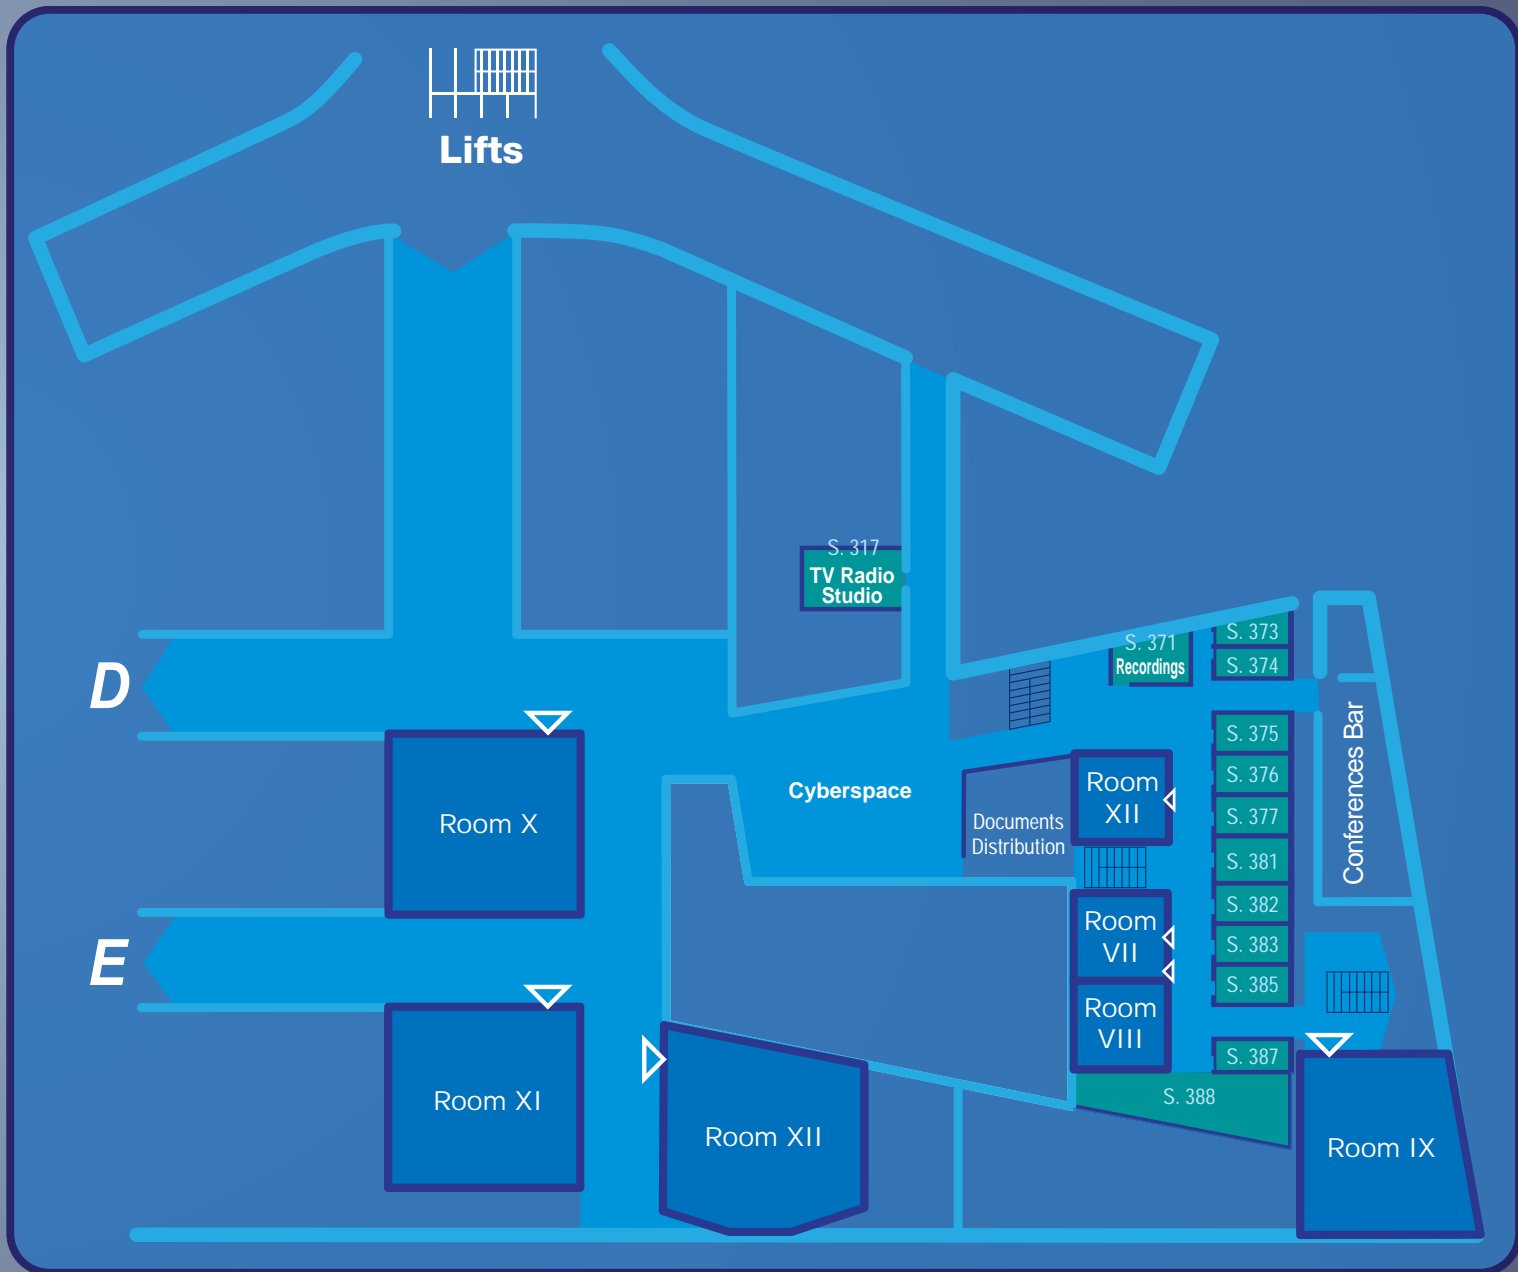 Lifts
S. 317
TV Radio
Studio
S. 371
Recordings
S. 373
S. 374
D
S. 375
S. 376
S. 377
S. 381
S. 382
S. 383
S. 385
S. 387
S. 388
Conferences Bar
Cyberspace
Room
XII
Documents
Distribution
Room X
Room
VII
E
Room
VIII
Room XI
Room XII
Room IX